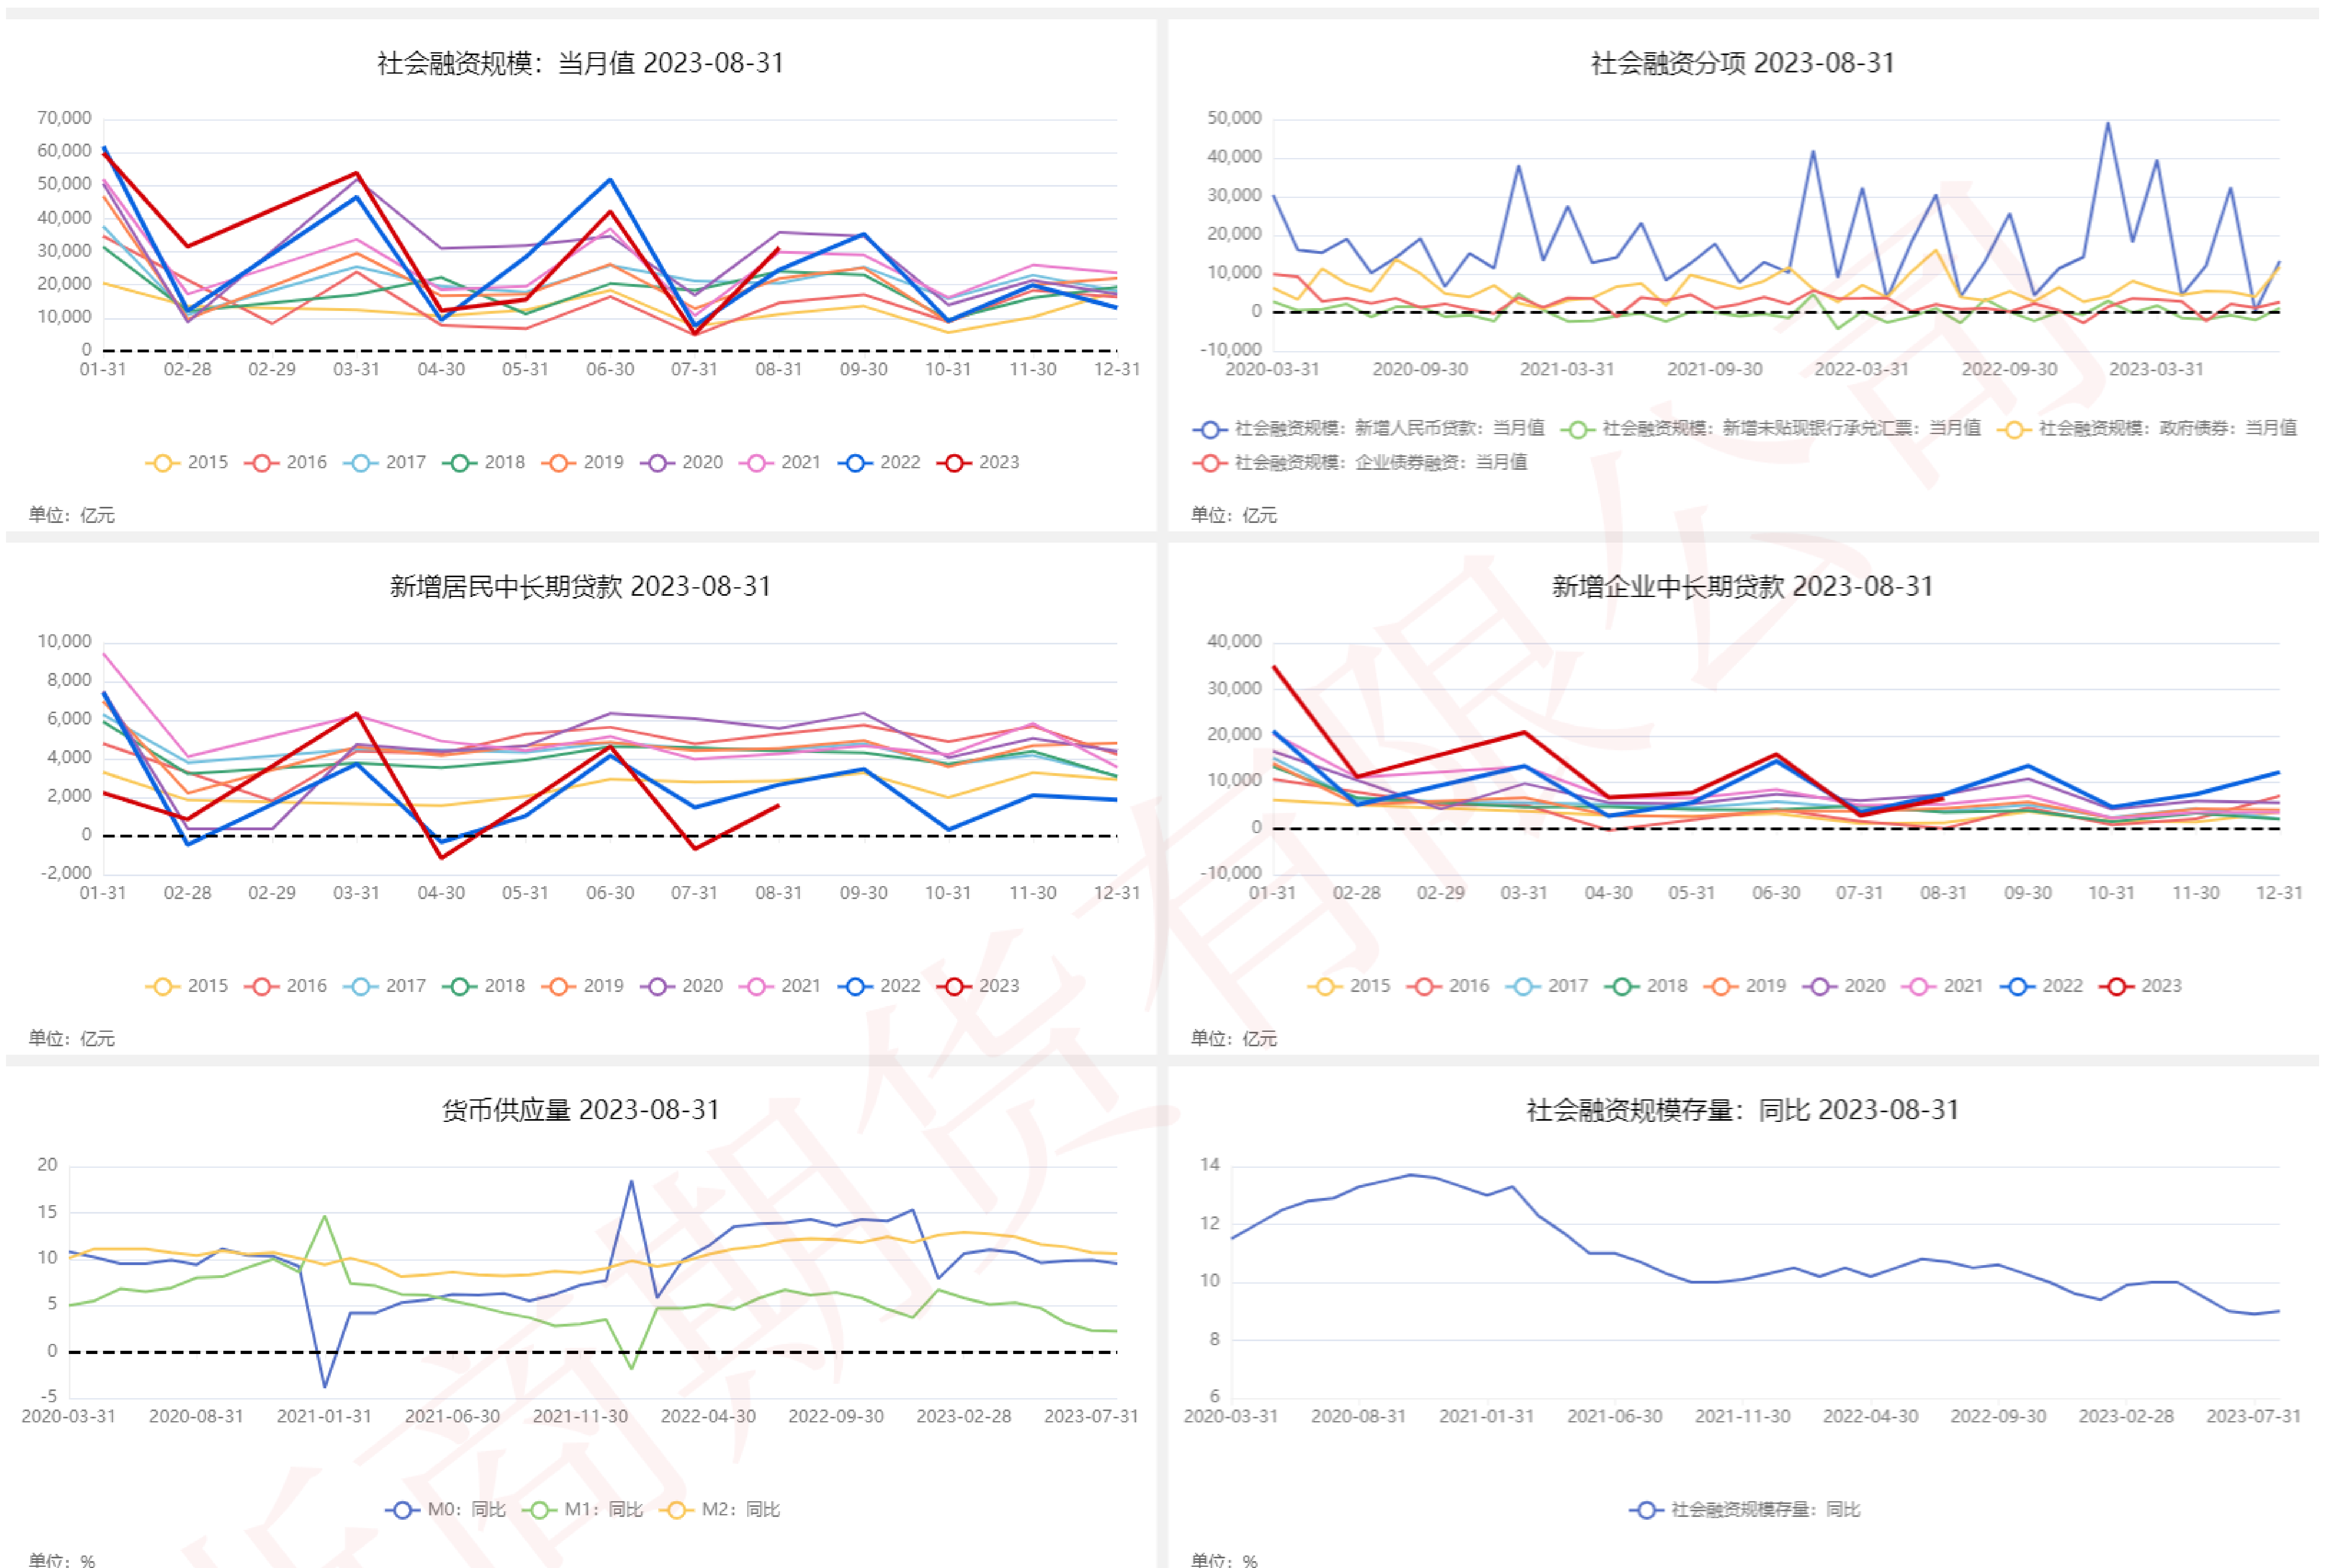 社会融资规模：当月值 2023-08-31
70,000
60,000
50,000
40,000
30,000
20,000
10,000
0
01-31 02-28 02-29 03-31 04-30 05-31 06-30 07-31 08-31 09-30 10-31 11-30 12-31
2015 2016 2017 2018 2019 2020 2021 2022 2023
单位：亿元
社会融资分项 2023-08-31
50,000
40,000
30,000
20,000
10,000
0
-10,000
2020-03-31 2020-09-30 2021-03-31 2021-09-30 2022-03-31 2022-09-30 2023-03-31
社会融资规模：新增人民币贷款：当月值 社会融资规模：新增未贴现银行承兑汇票：当月值 社会融资规模：政府债券：当月值
社会融资规模：企业债券融资：当月值
单位：亿元
新增居民中长期贷款 2023-08-31
10,000
8,000
6,000
4,000
2,000
0
-2,000
01-31 02-28 02-29 03-31 04-30 05-31 06-30 07-31 08-31 09-30 10-31 11-30 12-31
2015 2016 2017 2018 2019 2020 2021 2022 2023
单位：亿元
新增企业中长期贷款 2023-08-31
40,000
30,000
20,000
10,000
0
-10,000
01-31 02-28 02-29 03-31 04-30 05-31 06-30 07-31 08-31 09-30 10-31 11-30 12-31
2015 2016 2017 2018 2019 2020 2021 2022 2023
单位：亿元
货币供应量 2023-08-31
20
15
10
5
0
-5
2020-03-31 2020-08-31 2021-01-31 2021-06-30 2021-11-30 2022-04-30 2022-09-30 2023-02-28 2023-07-31
M0：同比 M1：同比 M2：同比
单位：%
社会融资规模存量：同比 2023-08-31
14
12
10
8
6
2020-03-31 2020-08-31 2021-01-31 2021-06-30 2021-11-30 2022-04-30 2022-09-30 2023-02-28 2023-07-31
社会融资规模存量：同比
单位：%
商期货有限公司